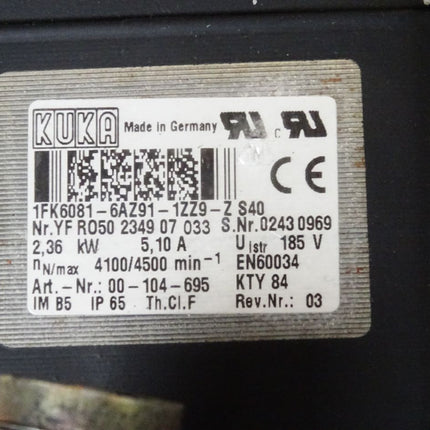 KUKA Made in Germany
c
CE
1FK6081-6AZ91-1ZZ9-Z S40
Nr.YF RO50 2349 07 033 S.Nr.02430969
2,36 kW 5,10 A UIstr 185 V
nN/max 4100/4500 min-1 EN60034
Art.-Nr.: 00-104-695 KTY 84
IM B5 IP 65 Th.Cl.F Rev.Nr.: 03